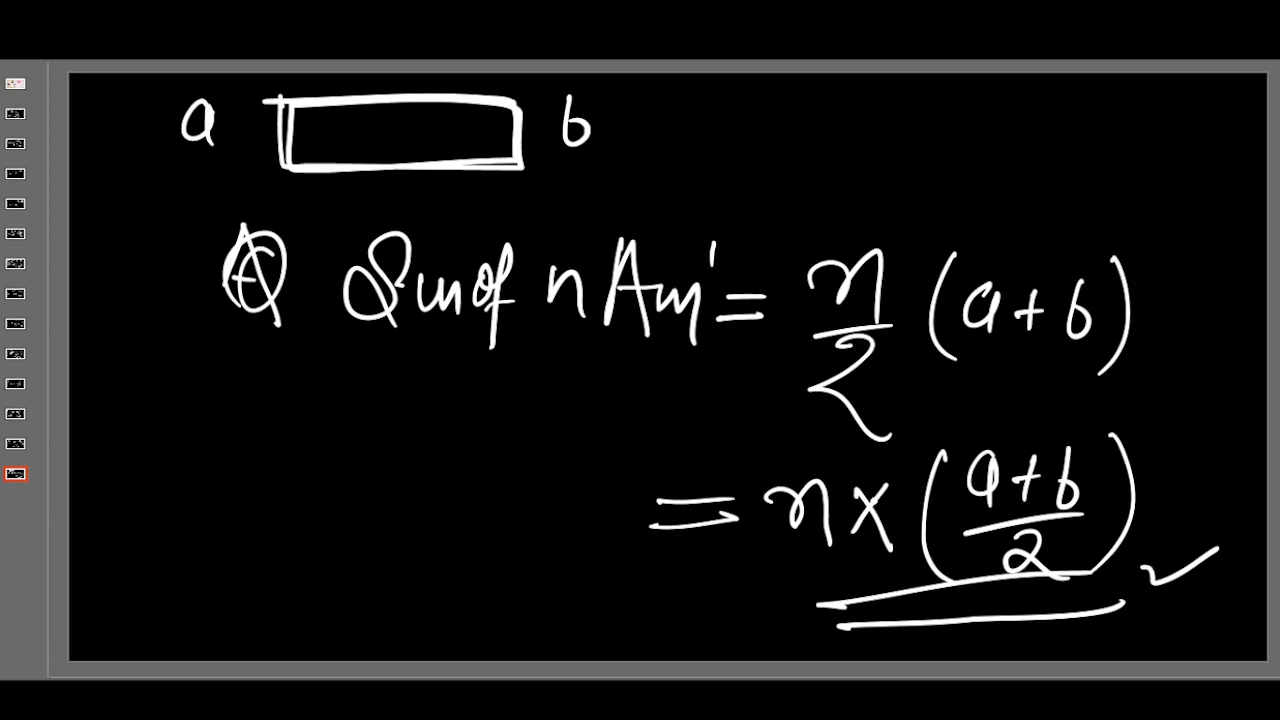 a b
Sum of n Am' = n/2 (a+b)
= n x (a+b/2)